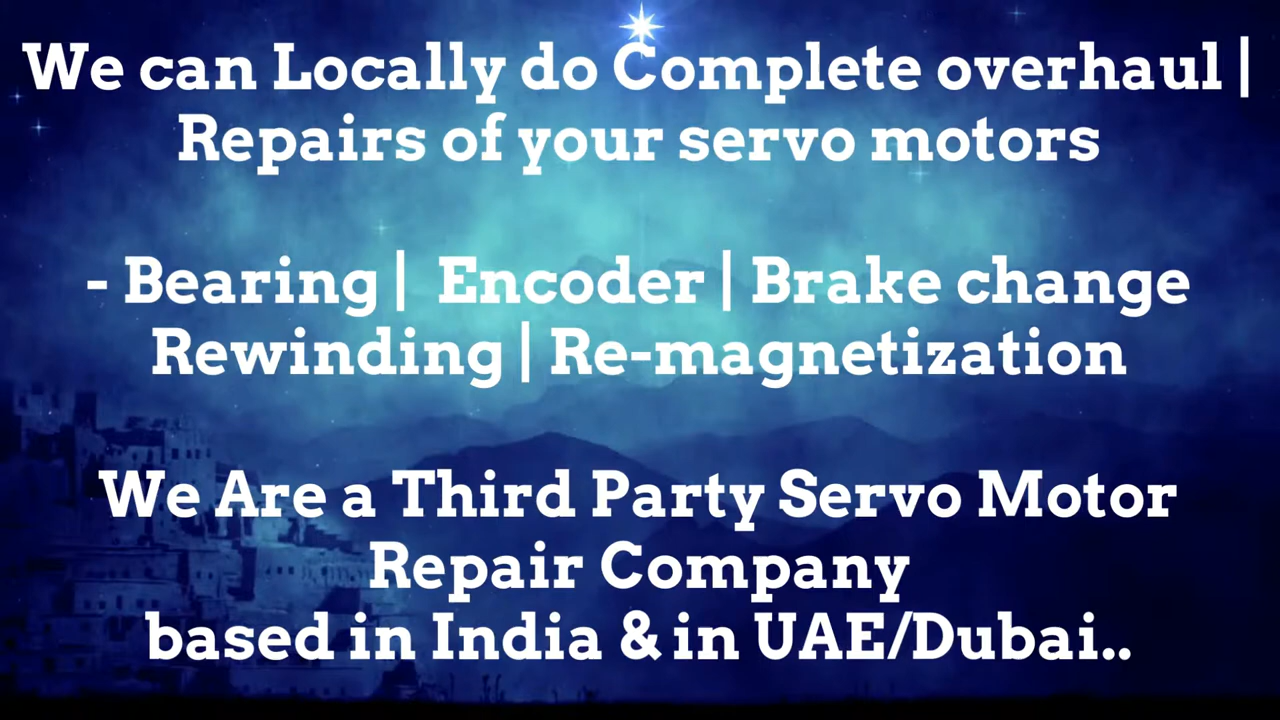 We can Locally do Complete overhaul |
Repairs of your servo motors
- Bearing | Encoder | Brake change
Rewinding | Re-magnetization
We Are a Third Party Servo Motor
Repair Company
based in India & in UAE/Dubai..